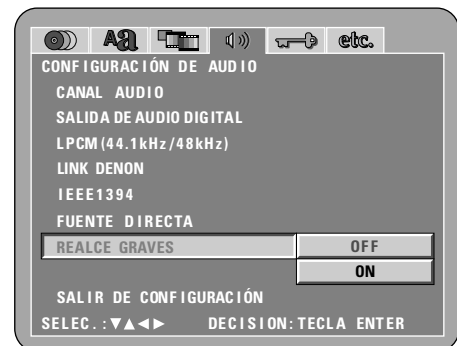 Aa etc.
CONFIGURACIÓN DE AUDIO
CANAL AUDIO
SALIDA DE AUDIO DIGITAL
LPCM (44.1kHz/48kHz)
LINK DENON
IEEE1394
FUENTE DIRECTA
REALCE GRAVES OFF
ON
SALIR DE CONFIGURACIÓN
SELEC.:▼▲◄► DECISION:TECLA ENTER